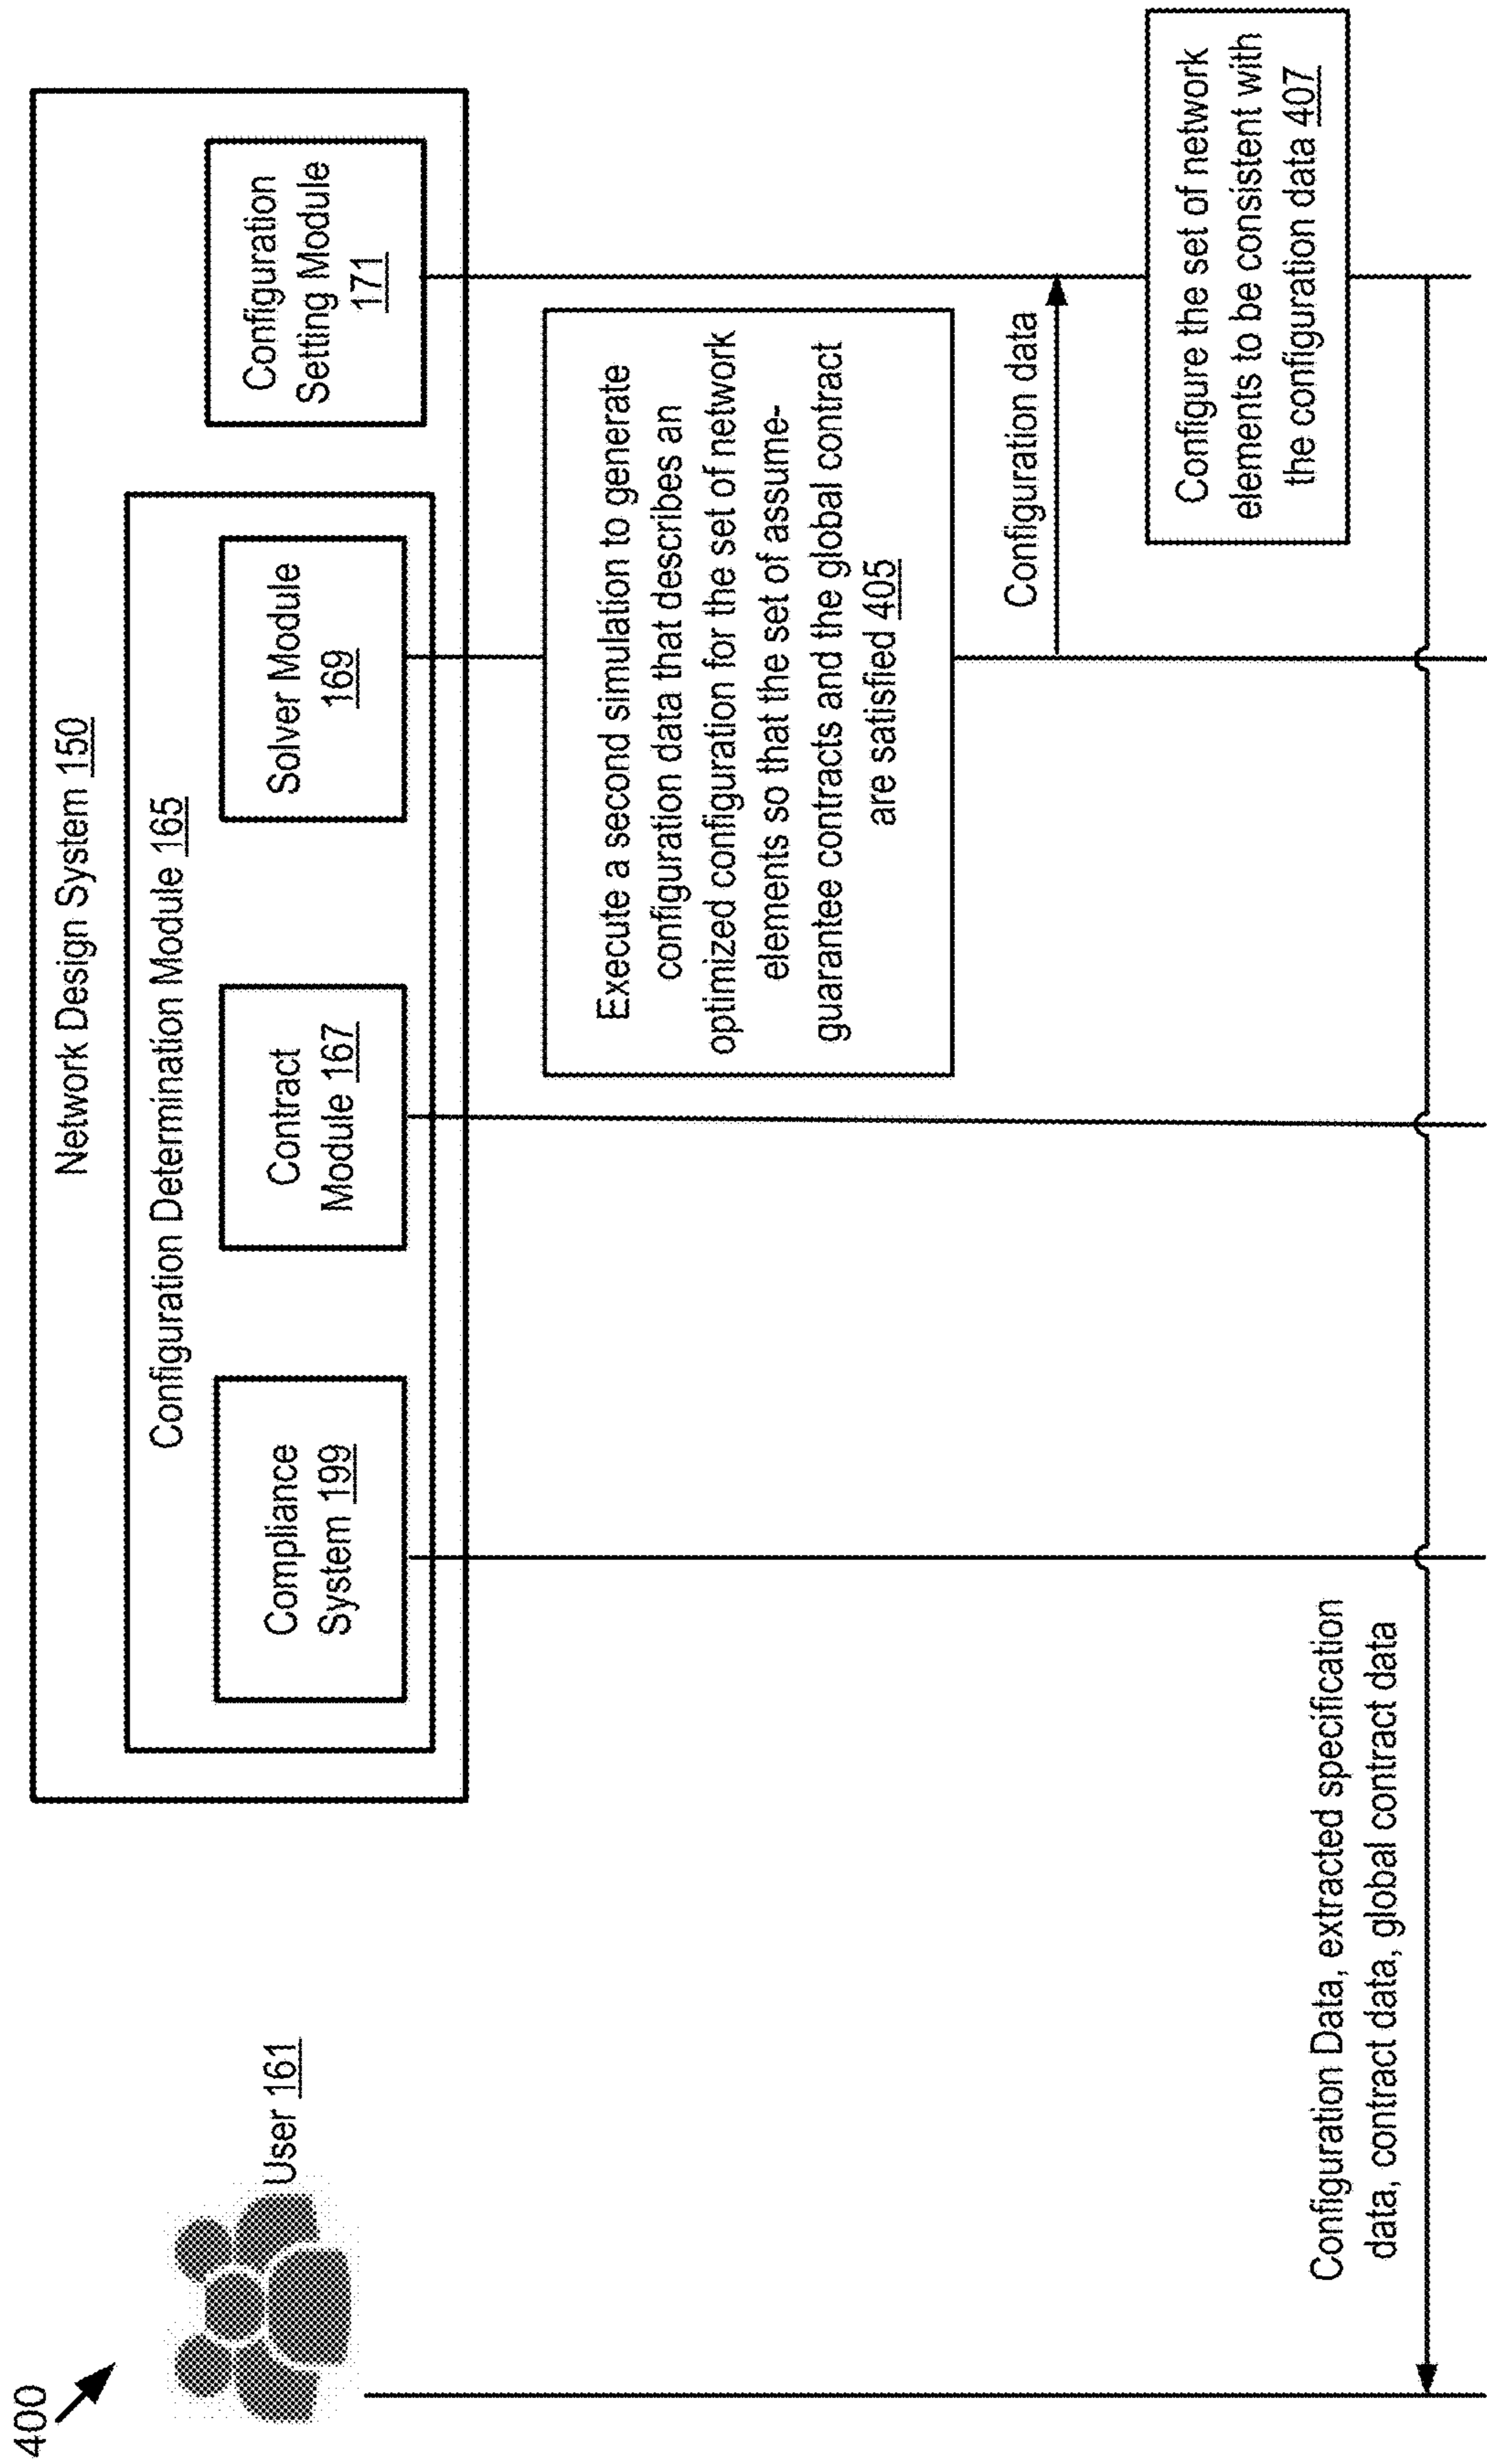 400
User 161
Network Design System 150
Configuration Determination Module 165
Compliance
System 199
Contract
Module 167
Solver Module
169
Configuration
Setting Module
171
Execute a second simulation to generate
configuration data that describes an
optimized configuration for the set of network
elements so that the set of assume-
guarantee contracts and the global contract
are satisfied 405
Configuration data
Configure the set of network
elements to be consistent with
the configuration data 407
Configuration Data, extracted specification
data, contract data, global contract data